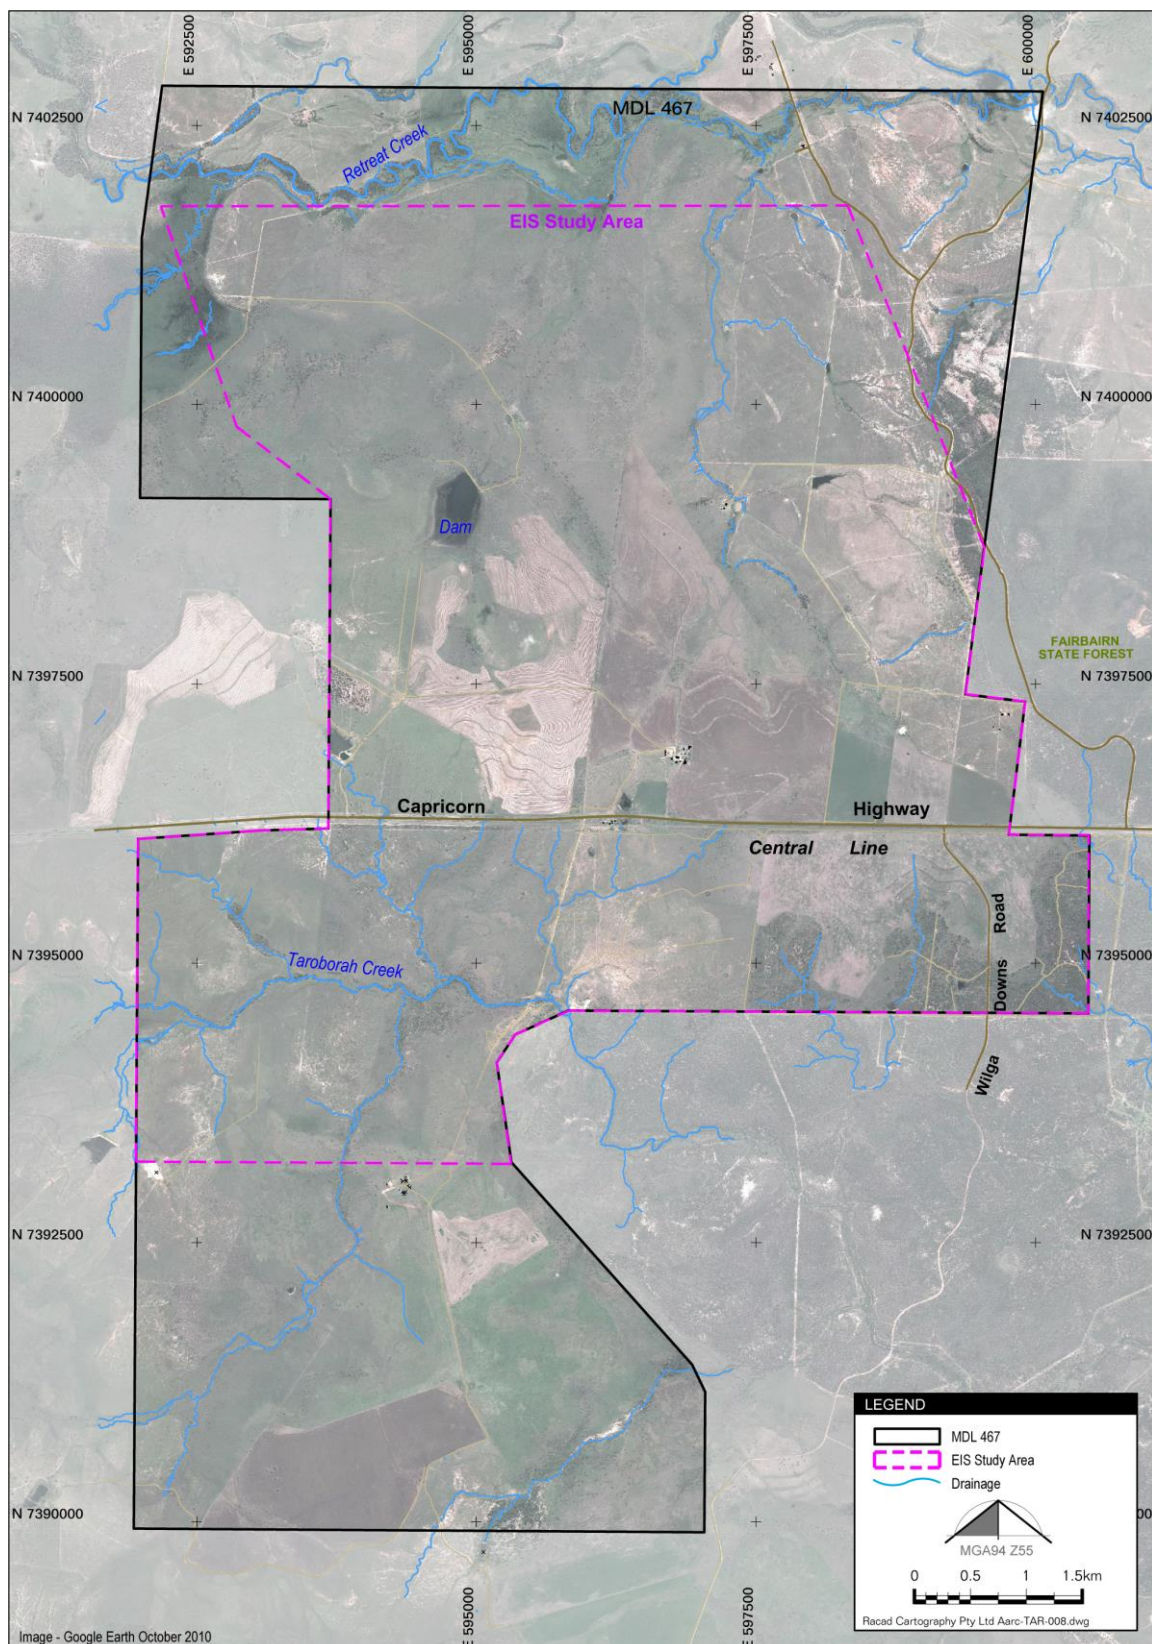 E 592500
E 595000
E 597500
E 600000
N 7402500
MDL 467
N 7402500
Retreat Creek
EIS Study Area
N 7400000
N 7400000
Dam
FAIRBAIRN
STATE FOREST
N 7397500
N 7397500
Capricorn
Highway
Central Line
Road
Downs
Wilga
Taroborah Creek
N 7395000
N 7395000
N 7392500
N 7392500
N 7390000
00
LEGEND
MDL 467
EIS Study Area
Drainage
MGA94 Z55
0 0.5 1 1.5km
Racad Cartography Pty Ltd Aarc-TAR-008.dwg
E 595000
E 597500
Image - Google Earth October 2010